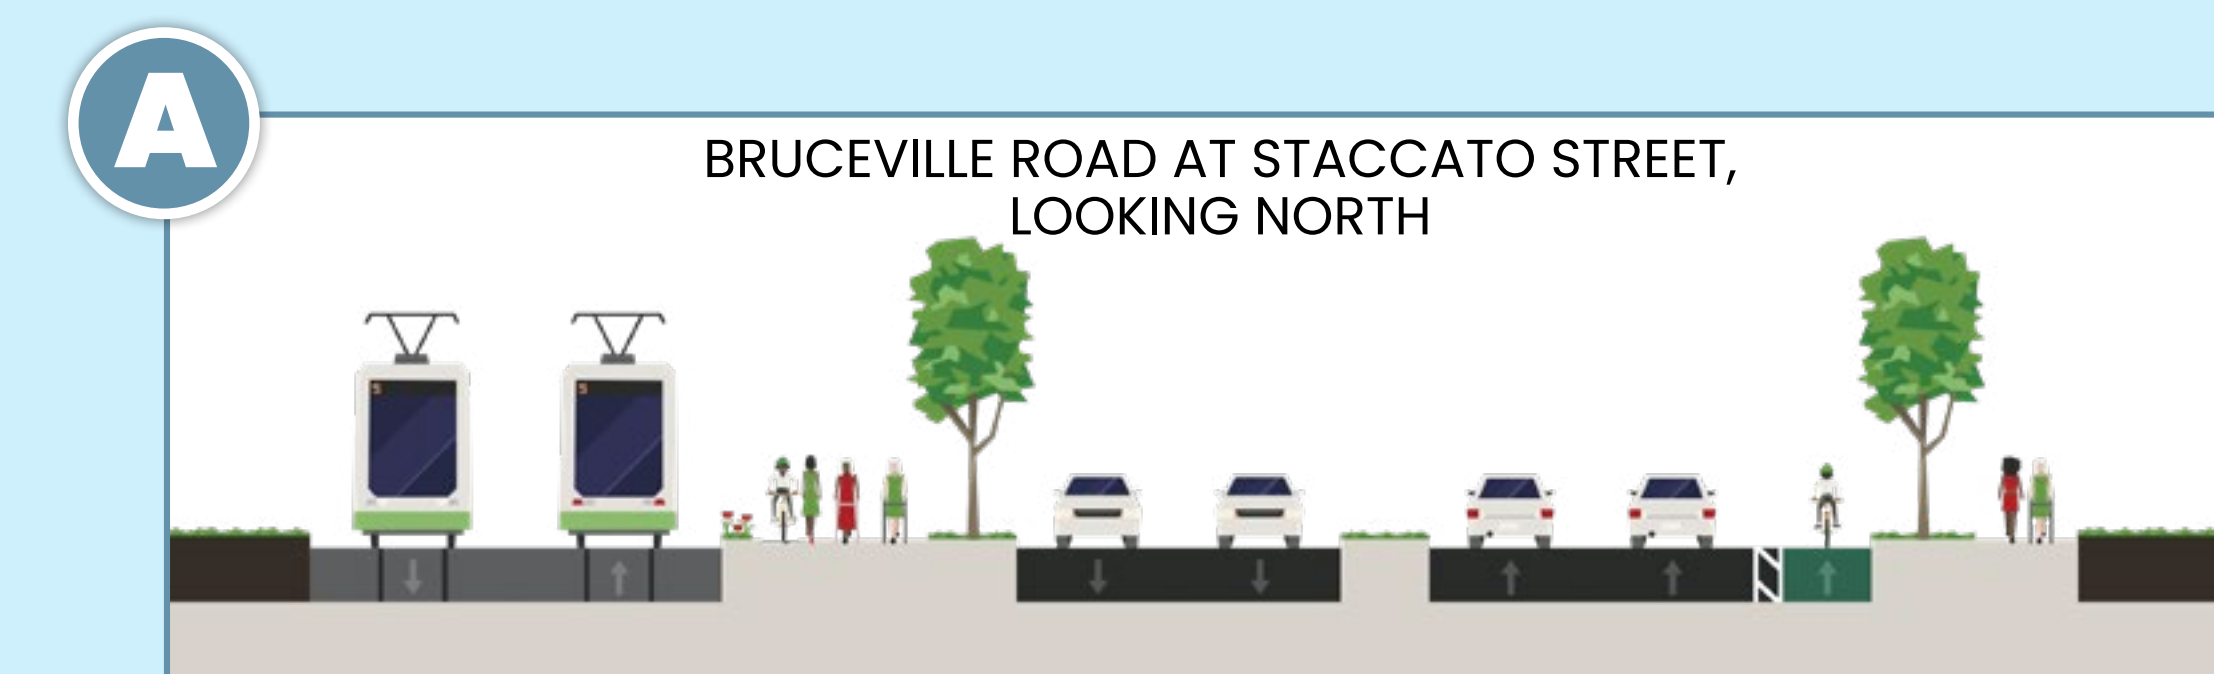 A
BRUCEVILLE ROAD AT STACCATO STREET,
LOOKING NORTH
S
S